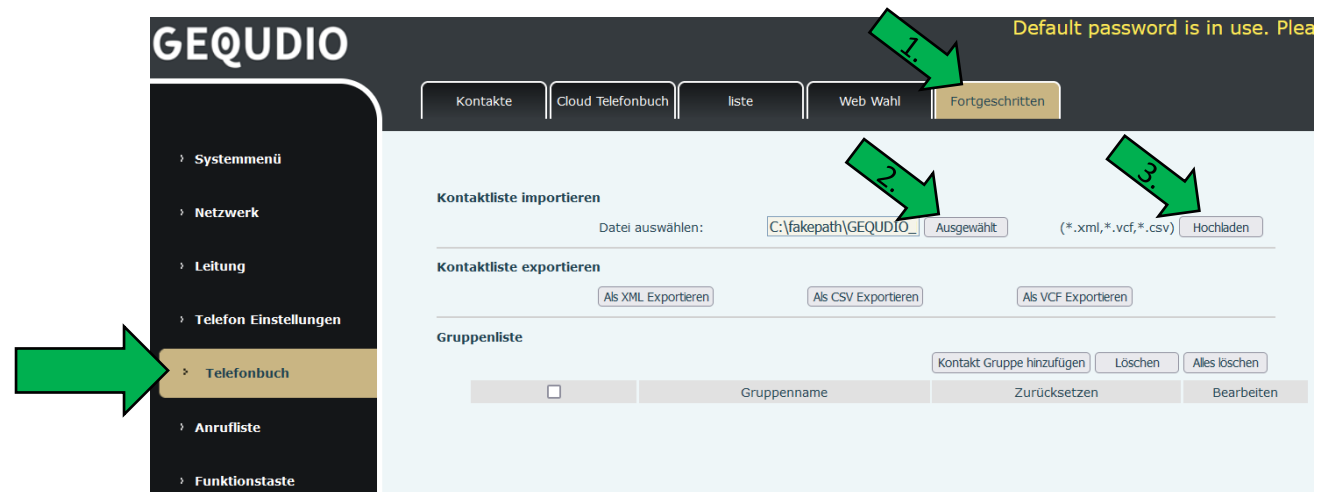 GEQUDIO
Default password is in use. Plea
1.
Kontakte
Cloud Telefonbuch
liste
Web Wahl
Fortgeschritten
Systemmenü
Netzwerk
Leitung
Telefon Einstellungen
Telefonbuch
Anrufliste
Funktionstaste
2.
3.
Kontaktliste importieren
Datei auswählen: C:\fakepath\GEQUDIO_ Ausgewählt (*.xml,*.vcf,*.csv) Hochladen
Kontaktliste exportieren
Als XML Exportieren Als CSV Exportieren Als VCF Exportieren
Gruppenliste
Kontakt Gruppe hinzufügen Löschen Alles löschen
Gruppenname Zurücksetzen Bearbeiten